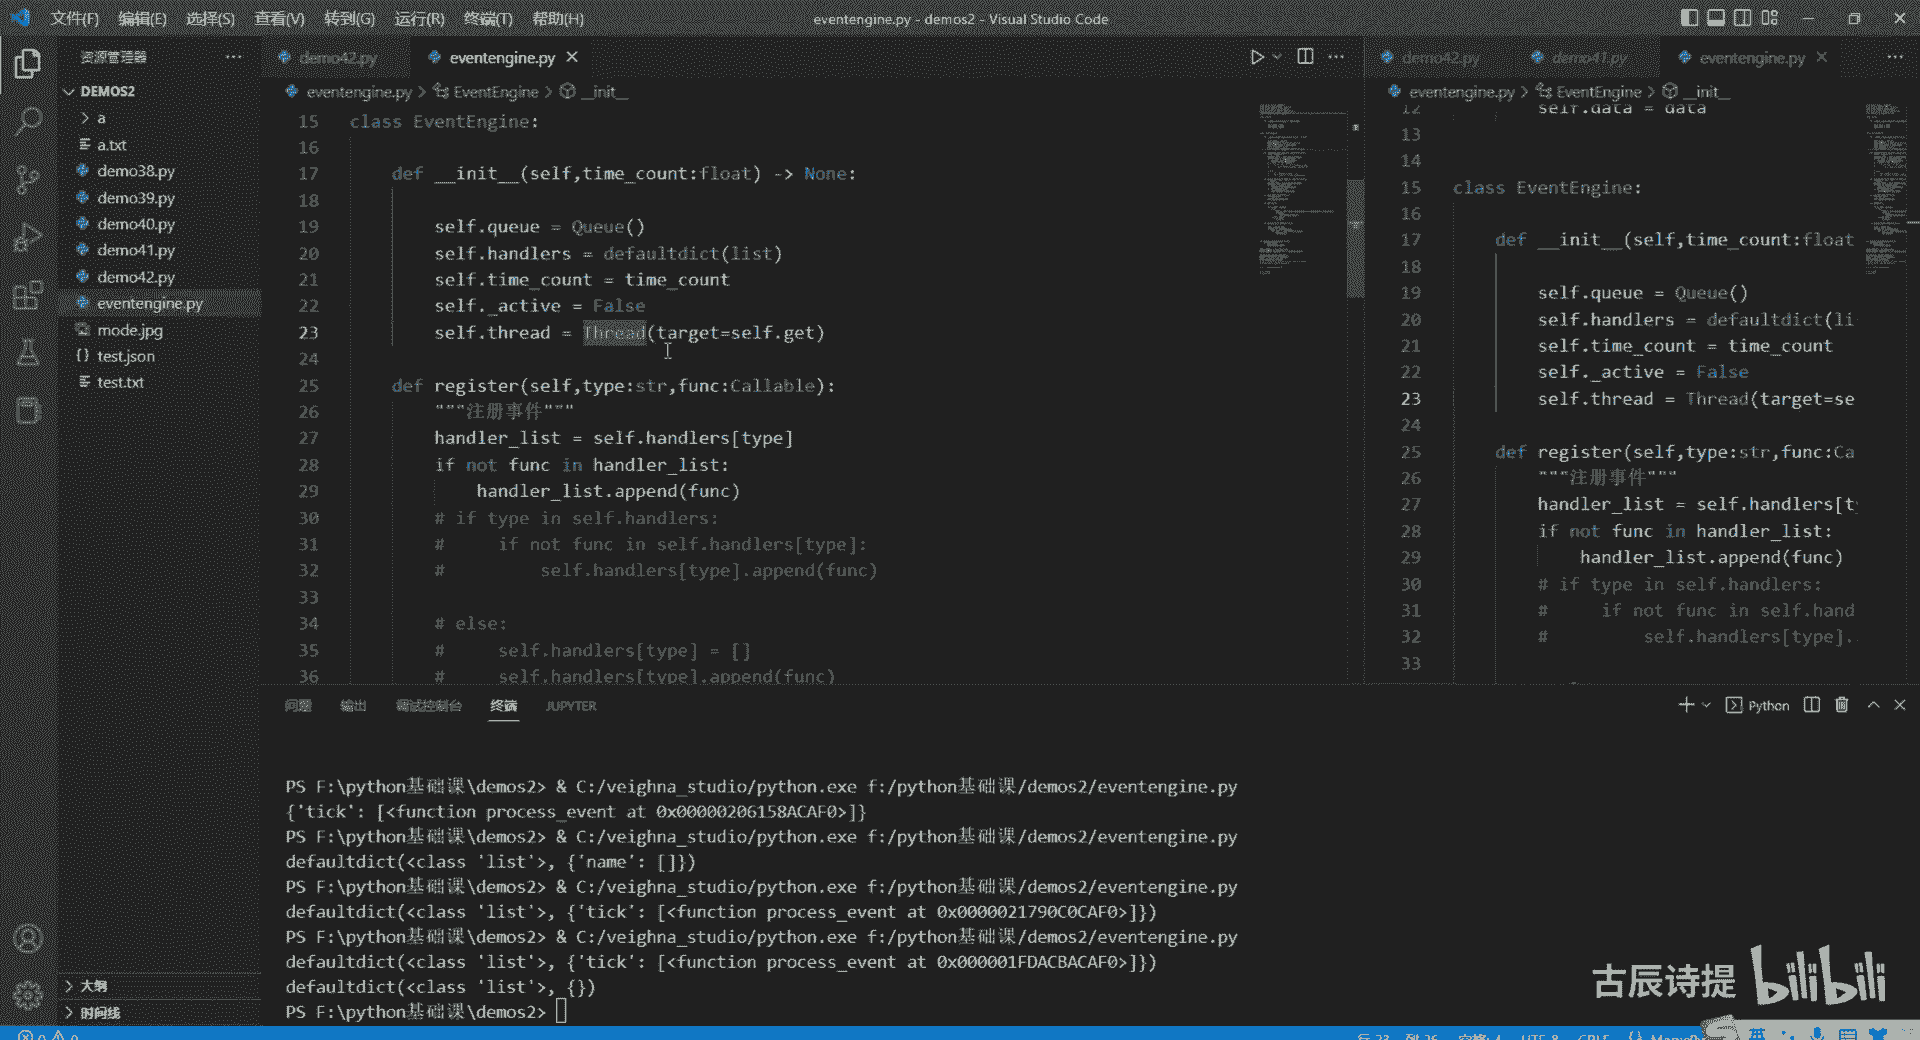 文件(F) 编辑(E) 选择(S) 查看(V) 转到(G) 运行(R) 终端(T) 帮助(H)
eventengine.py - demos2 - Visual Studio Code
资源管理器
DEMOS2
a
a.txt
demo38.py
demo39.py
demo40.py
demo41.py
demo42.py
eventengine.py
mode.jpg
{} test.json
test.txt
大纲
时间线
demo42.py eventengine.py
eventengine.py > EventEngine > __init__
15 class EventEngine:
16
17 def __init__(self,time_count:float) -> None:
18
19 self.queue = Queue()
20 self.handlers = defaultdict(list)
21 self.time_count = time_count
22 self._active = False
23 self.thread = Thread(target=self.get)
24
25 def register(self,type:str,func:Callable):
26 """注册事件"""
27 handler_list = self.handlers[type]
28 if not func in handler_list:
29 handler_list.append(func)
30 # if type in self.handlers:
31 # if not func in self.handlers[type]:
32 # self.handlers[type].append(func)
33
34 # else:
35 # self.handlers[type] = []
36 # self.handlers[type].append(func)
demo42.py demo41.py eventengine.py
eventengine.py > EventEngine > __init__
12 self.data = data
13
14
15 class EventEngine:
16
17 def __init__(self,time_count:float
18
19 self.queue = Queue()
20 self.handlers = defaultdict(li
21 self.time_count = time_count
22 self._active = False
23 self.thread = Thread(target=se
24
25 def register(self,type:str,func:Ca
26 """注册事件"""
27 handler_list = self.handlers[t
28 if not func in handler_list:
29 handler_list.append(func)
30 # if type in self.handlers:
31 # if not func in self.hand
32 # self.handlers[type].
33
问题 输出 调试控制台 终端 JUPYTER
Python
PS F:\python基础课\demos2> & C:/veighna_studio/python.exe f:/python基础课/demos2/eventengine.py
{'tick': [<function process_event at 0x00000206158ACAF0>]}
PS F:\python基础课\demos2> & C:/veighna_studio/python.exe f:/python基础课/demos2/eventengine.py
defaultdict(<class 'list'>, {'name': []})
PS F:\python基础课\demos2> & C:/veighna_studio/python.exe f:/python基础课/demos2/eventengine.py
defaultdict(<class 'list'>, {'tick': [<function process_event at 0x0000021790C0CAF0>]})
PS F:\python基础课\demos2> & C:/veighna_studio/python.exe f:/python基础课/demos2/eventengine.py
defaultdict(<class 'list'>, {'tick': [<function process_event at 0x000001FDACBACAF0>]})
defaultdict(<class 'list'>, {})
PS F:\python基础课\demos2>
古辰诗提 bilibili